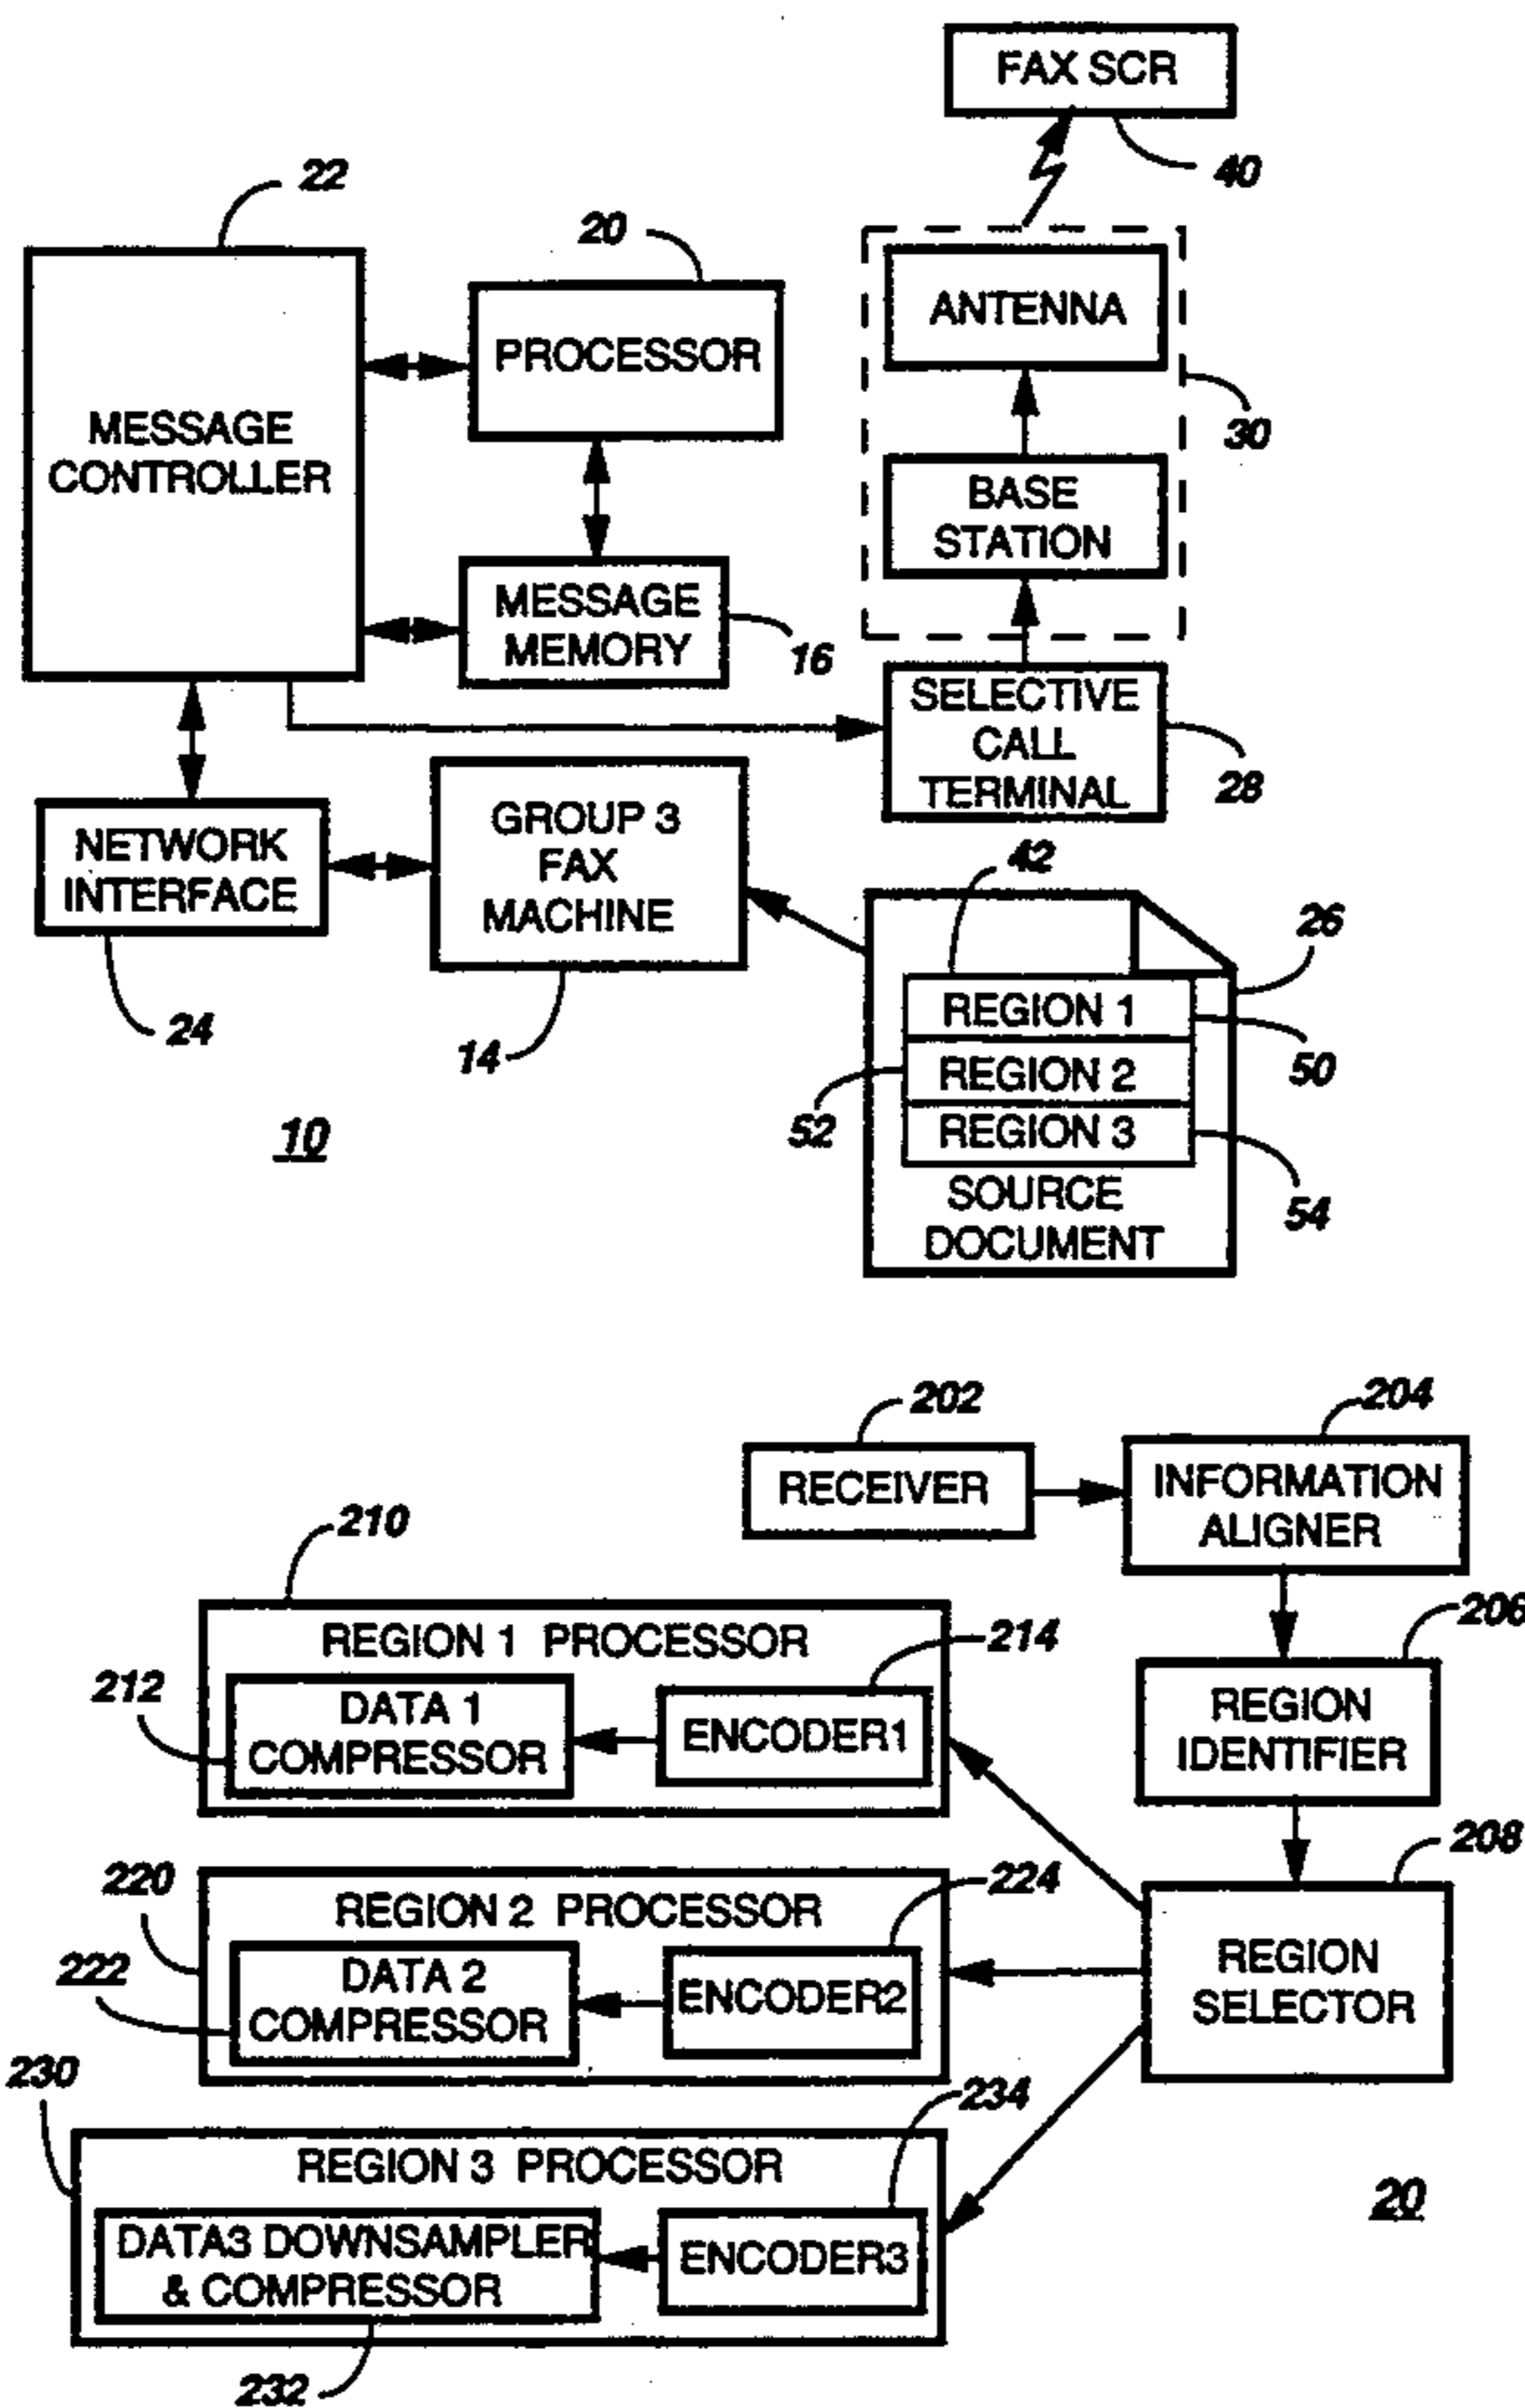 FAX SCR
40
22
20
ANTENNA
PROCESSOR
30
MESSAGE
CONTROLLER
BASE
STATION
MESSAGE
MEMORY
16
SELECTIVE
CALL
TERMINAL
28
GROUP 3
FAX
MACHINE
NETWORK
INTERFACE
42
26
24
14
REGION 1
50
REGION 2
52
REGION 3
54
10
SOURCE
DOCUMENT
202
204
RECEIVER
INFORMATION
ALIGNER
210
206
REGION 1 PROCESSOR
214
212
DATA 1
COMPRESSOR
ENCODER1
REGION
IDENTIFIER
208
220
REGION 2 PROCESSOR
224
222
DATA 2
COMPRESSOR
ENCODER2
REGION
SELECTOR
230
234
REGION 3 PROCESSOR
20
DATA3 DOWNSAMPLER
& COMPRESSOR
ENCODER3
232